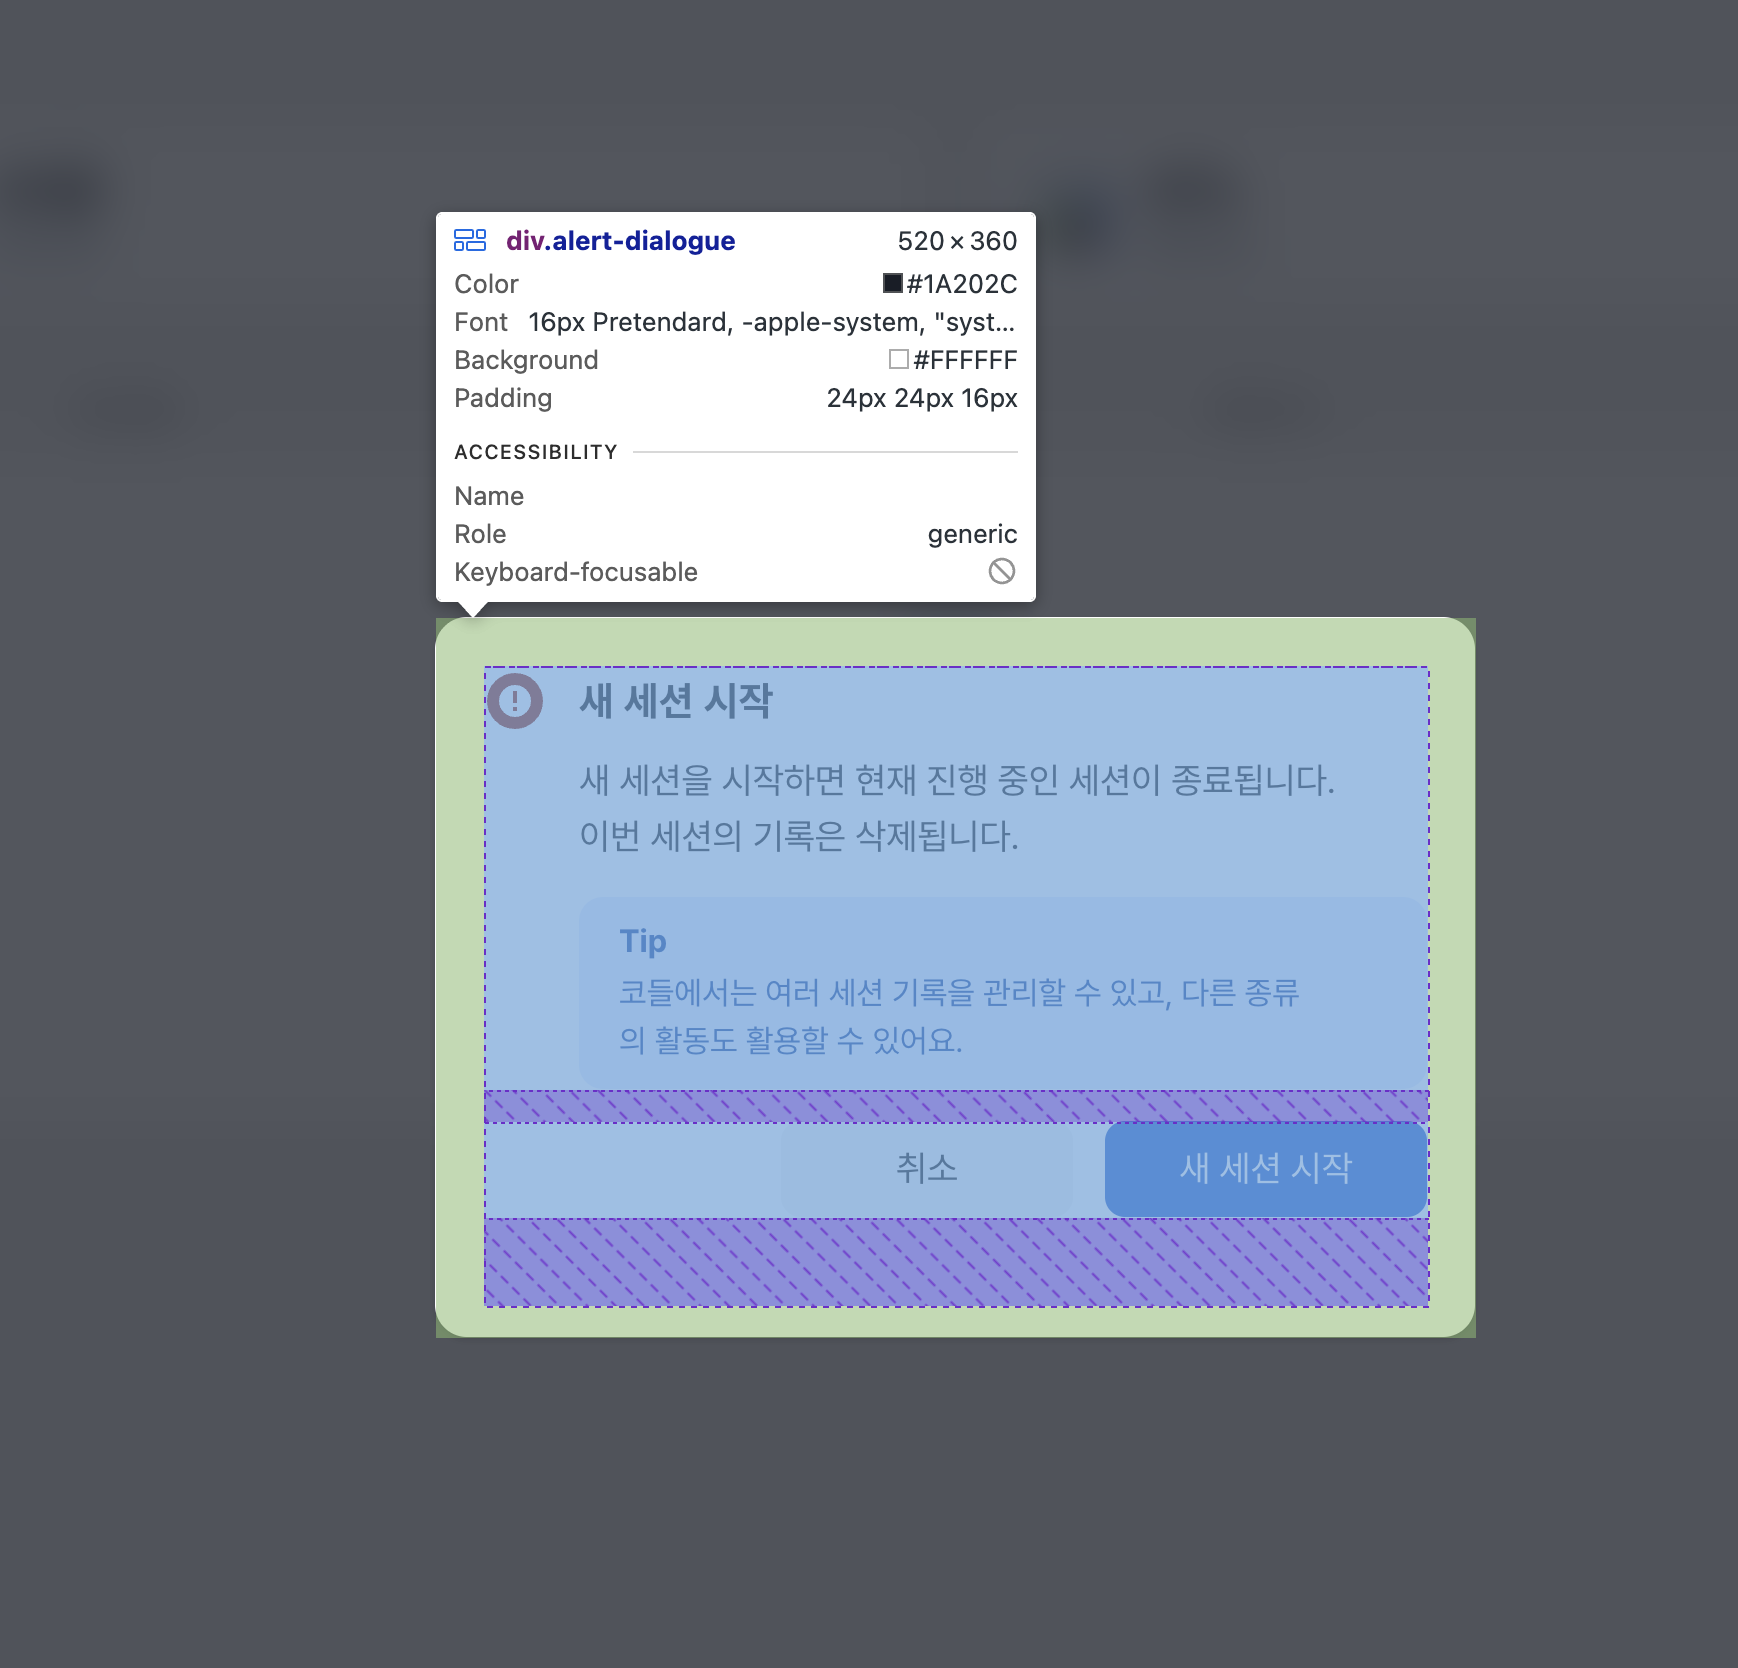 div.alert-dialogue 520 × 360
Color #1A202C
Font 16px Pretendard, -apple-system, "syst...
Background #FFFFFF
Padding 24px 24px 16px
ACCESSIBILITY
Name
Role generic
Keyboard-focusable
새 세션 시작
새 세션을 시작하면 현재 진행 중인 세션이 종료됩니다.
이번 세션의 기록은 삭제됩니다.
Tip
코들에서는 여러 세션 기록을 관리할 수 있고, 다른 종류
의 활동도 활용할 수 있어요.
취소 새 세션 시작